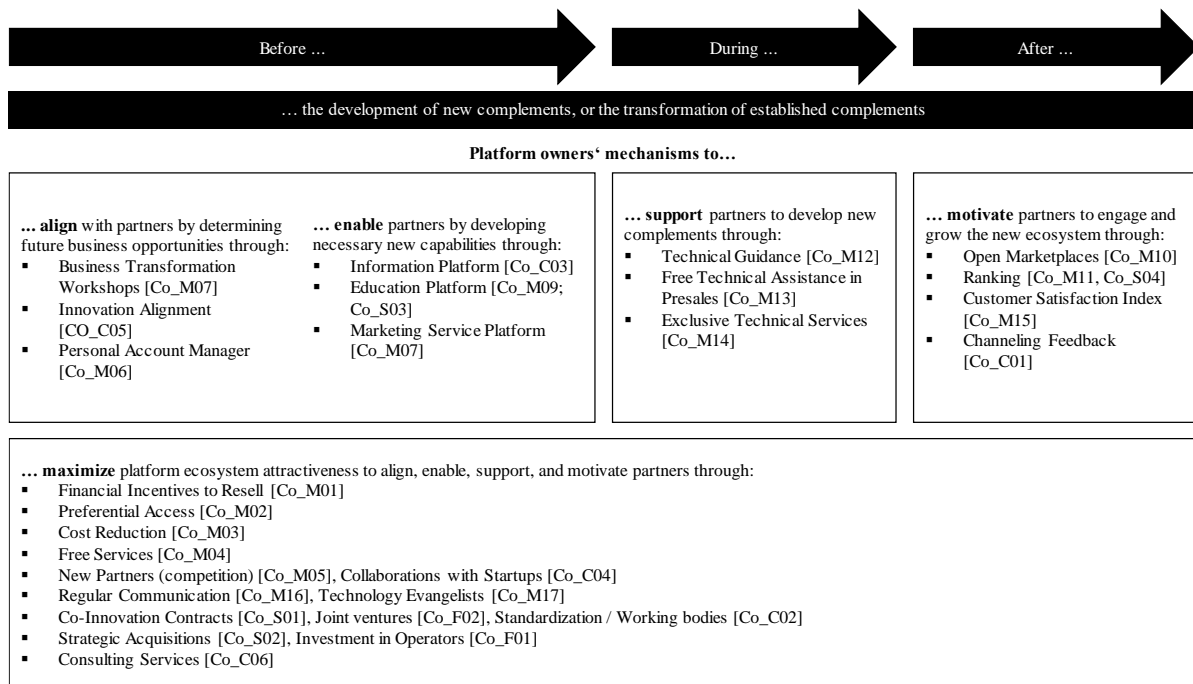 Before …
During …
After …
… the development of new complements, or the transformation of established complements
Platform owners‘ mechanisms to…
... align with partners by determining
future business opportunities through:
▪ Business Transformation
Workshops [Co_M07]
▪ Innovation Alignment
[CO_C05]
▪ Personal Account Manager
[Co_M06]
… enable partners by developing
necessary new capabilities through:
▪ Information Platform [Co_C03]
▪ Education Platform [Co_M09;
Co_S03]
▪ Marketing Service Platform
[Co_M07]
… support partners to develop new
complements through:
▪ Technical Guidance [Co_M12]
▪ Free Technical Assistance in
Presales [Co_M13]
▪ Exclusive Technical Services
[Co_M14]
… motivate partners to engage and
grow the new ecosystem through:
▪ Open Marketplaces [Co_M10]
▪ Ranking [Co_M11, Co_S04]
▪ Customer Satisfaction Index
[Co_M15]
▪ Channeling Feedback
[Co_C01]
… maximize platform ecosystem attractiveness to align, enable, support, and motivate partners through:
▪ Financial Incentives to Resell [Co_M01]
▪ Preferential Access [Co_M02]
▪ Cost Reduction [Co_M03]
▪ Free Services [Co_M04]
▪ New Partners (competition) [Co_M05], Collaborations with Startups [Co_C04]
▪ Regular Communication [Co_M16], Technology Evangelists [Co_M17]
▪ Co-Innovation Contracts [Co_S01], Joint ventures [Co_F02], Standardization / Working bodies [Co_C02]
▪ Strategic Acquisitions [Co_S02], Investment in Operators [Co_F01]
▪ Consulting Services [Co_C06]